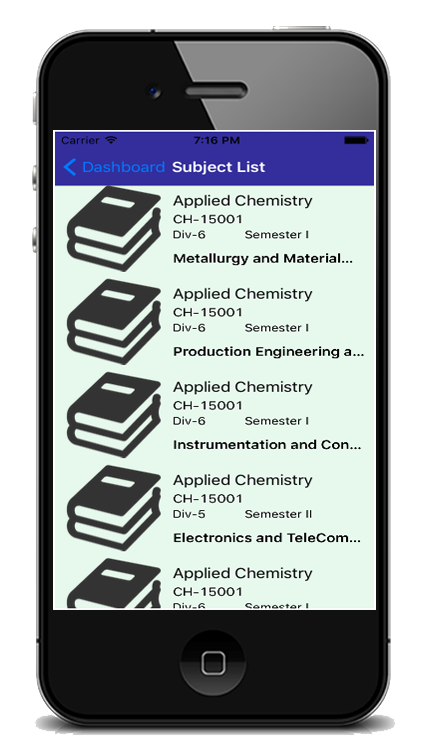 Carrier 7:16 PM
Dashboard Subject List
Applied Chemistry
CH-15001
Div-6 Semester I
Metallurgy and Material...
Applied Chemistry
CH-15001
Div-6 Semester I
Production Engineering a...
Applied Chemistry
CH-15001
Div-6 Semester I
Instrumentation and Con...
Applied Chemistry
CH-15001
Div-5 Semester II
Electronics and TeleCom...
Applied Chemistry
CH-15001
Div-6 Semester I